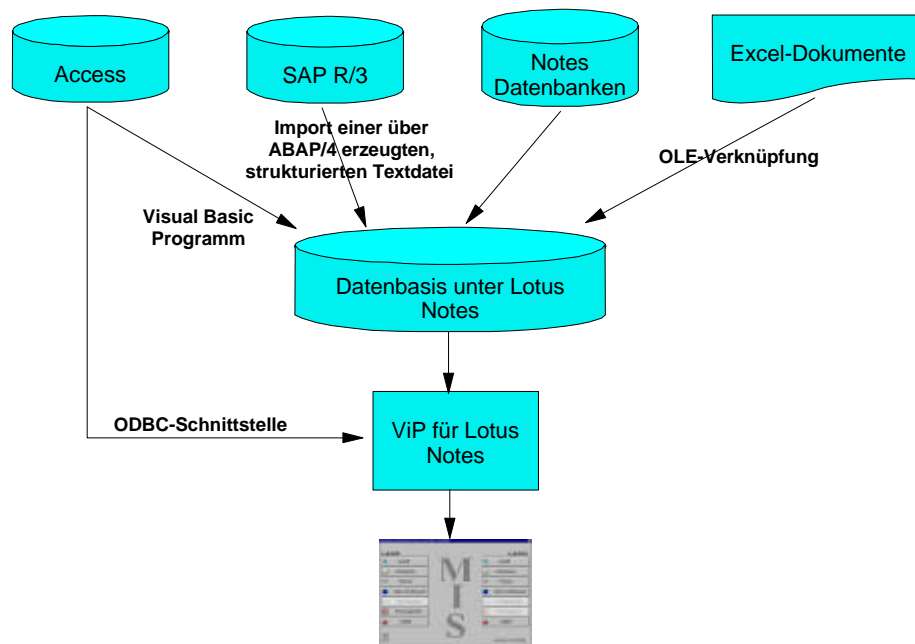 Access
SAP R/3
Notes
Datenbanken
Excel-Dokumente
Import einer über
ABAP/4 erzeugten,
strukturierten Textdatei
OLE-Verknüpfung
Visual Basic
Programm
Datenbasis unter Lotus
Notes
ODBC-Schnittstelle
ViP für Lotus
Notes
M
I
S